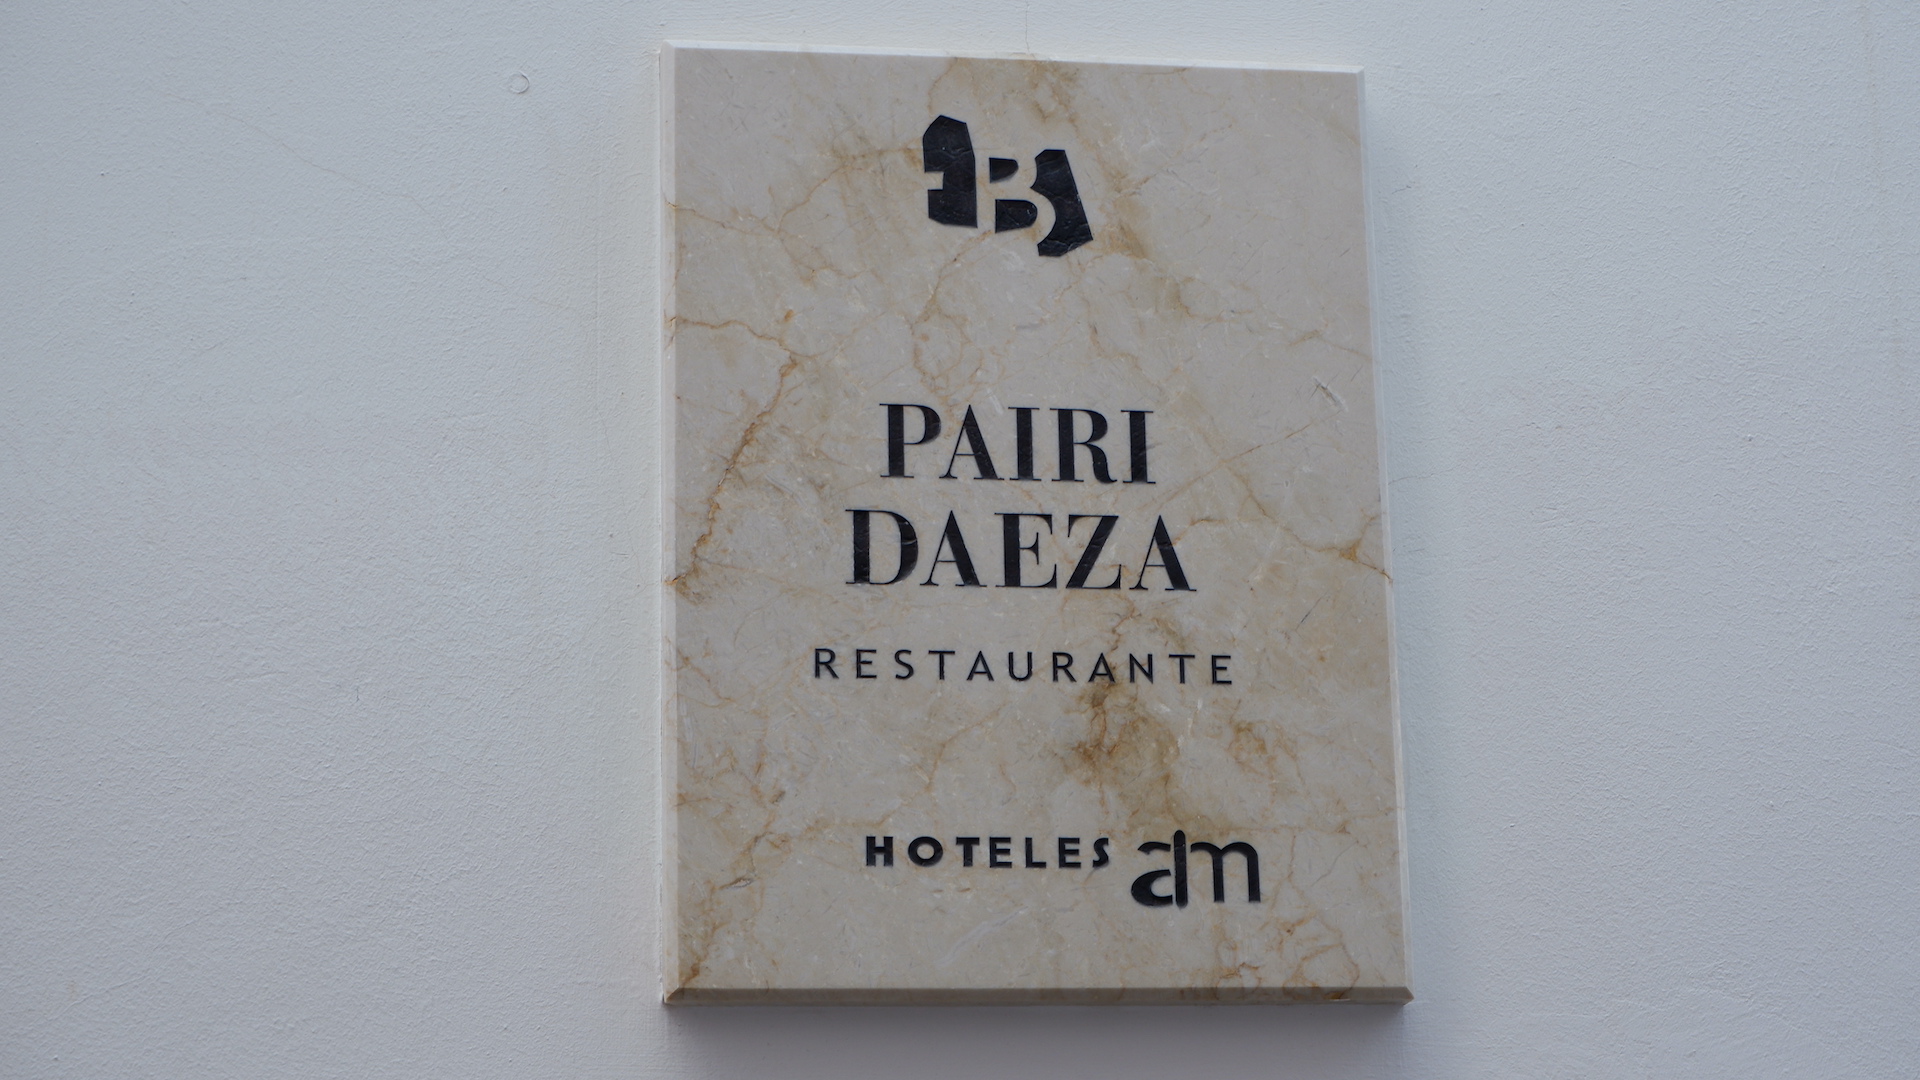 B
PAIRI
DAEZA
RESTAURANTE
HOTELES am